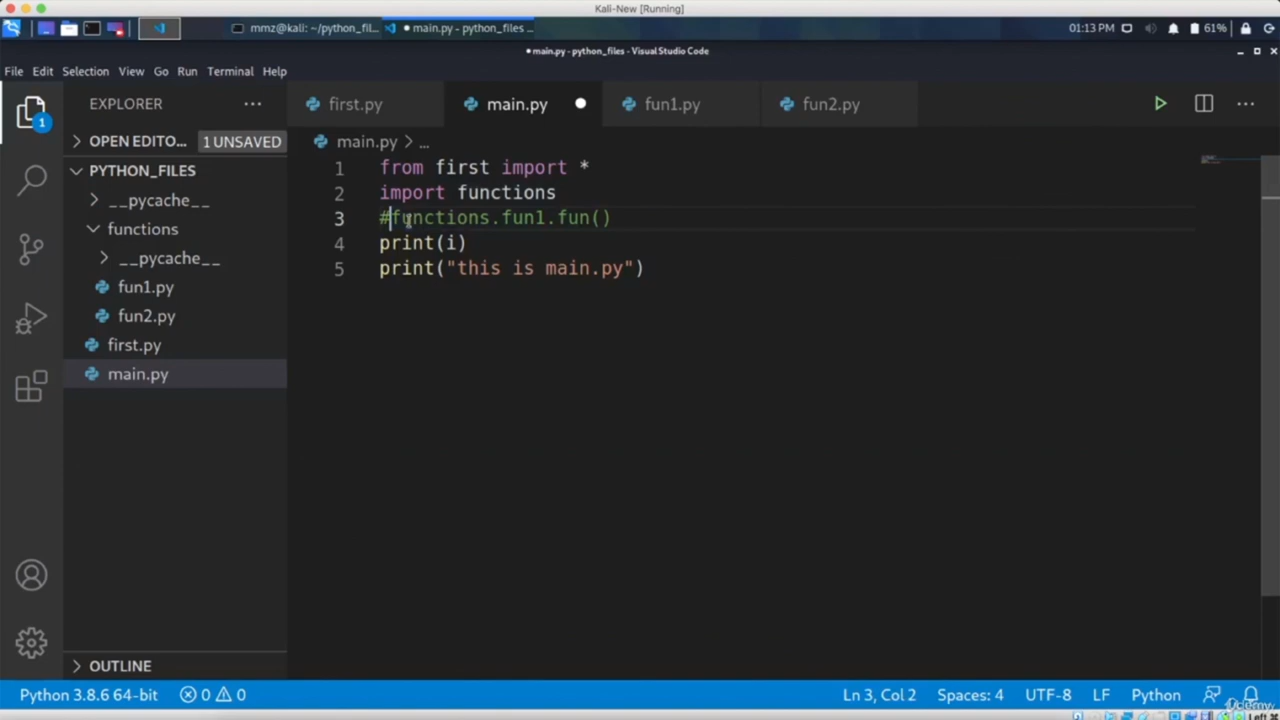 Kali-New [Running]
mmz@kali: ~/python_fil...
main.py - python_files ...
01:13 PM
61%
main.py - python_files - Visual Studio Code
File Edit Selection View Go Run Terminal Help
EXPLORER
first.py
main.py
fun1.py
fun2.py
1
OPEN EDITO... 1 UNSAVED
main.py > ...
PYTHON_FILES
__pycache__
functions
__pycache__
fun1.py
fun2.py
first.py
main.py
1 from first import *
2 import functions
3 #functions.fun1.fun()
4 print(i)
5 print("this is main.py")
OUTLINE
Python 3.8.6 64-bit 0 0 Ln 3, Col 2 Spaces: 4 UTF-8 LF Python
Udemy